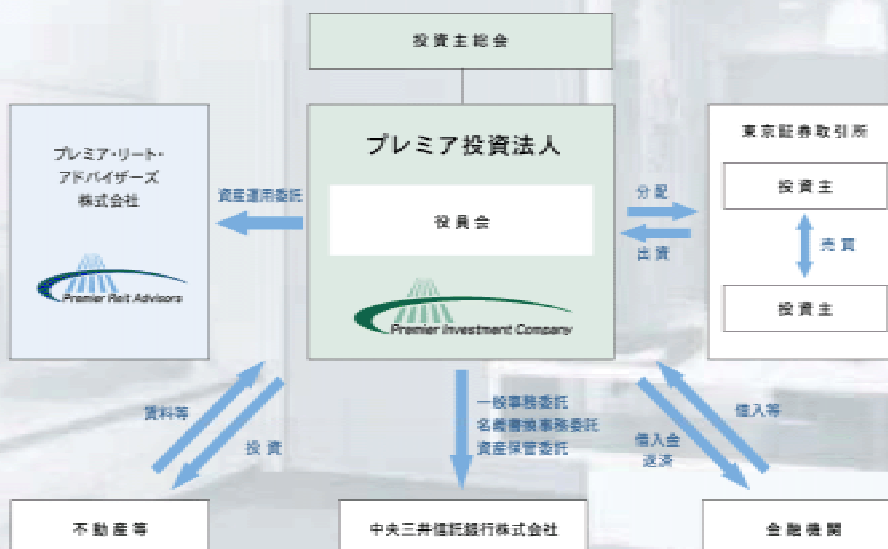 投資主総会
プレミア・リート・
アドバイザーズ
株式会社
Premier Reit Advisors
資産運用委託
プレミア投資法人
役員会
Premier Investment Company
分配
出資
東京証券取引所
投資主
売買
投資主
賃料等
投資
一般事務委託
名義書換事務委託
資産保管委託
借入金
返済
借入等
不動産等
中央三井信託銀行株式会社
金融機関